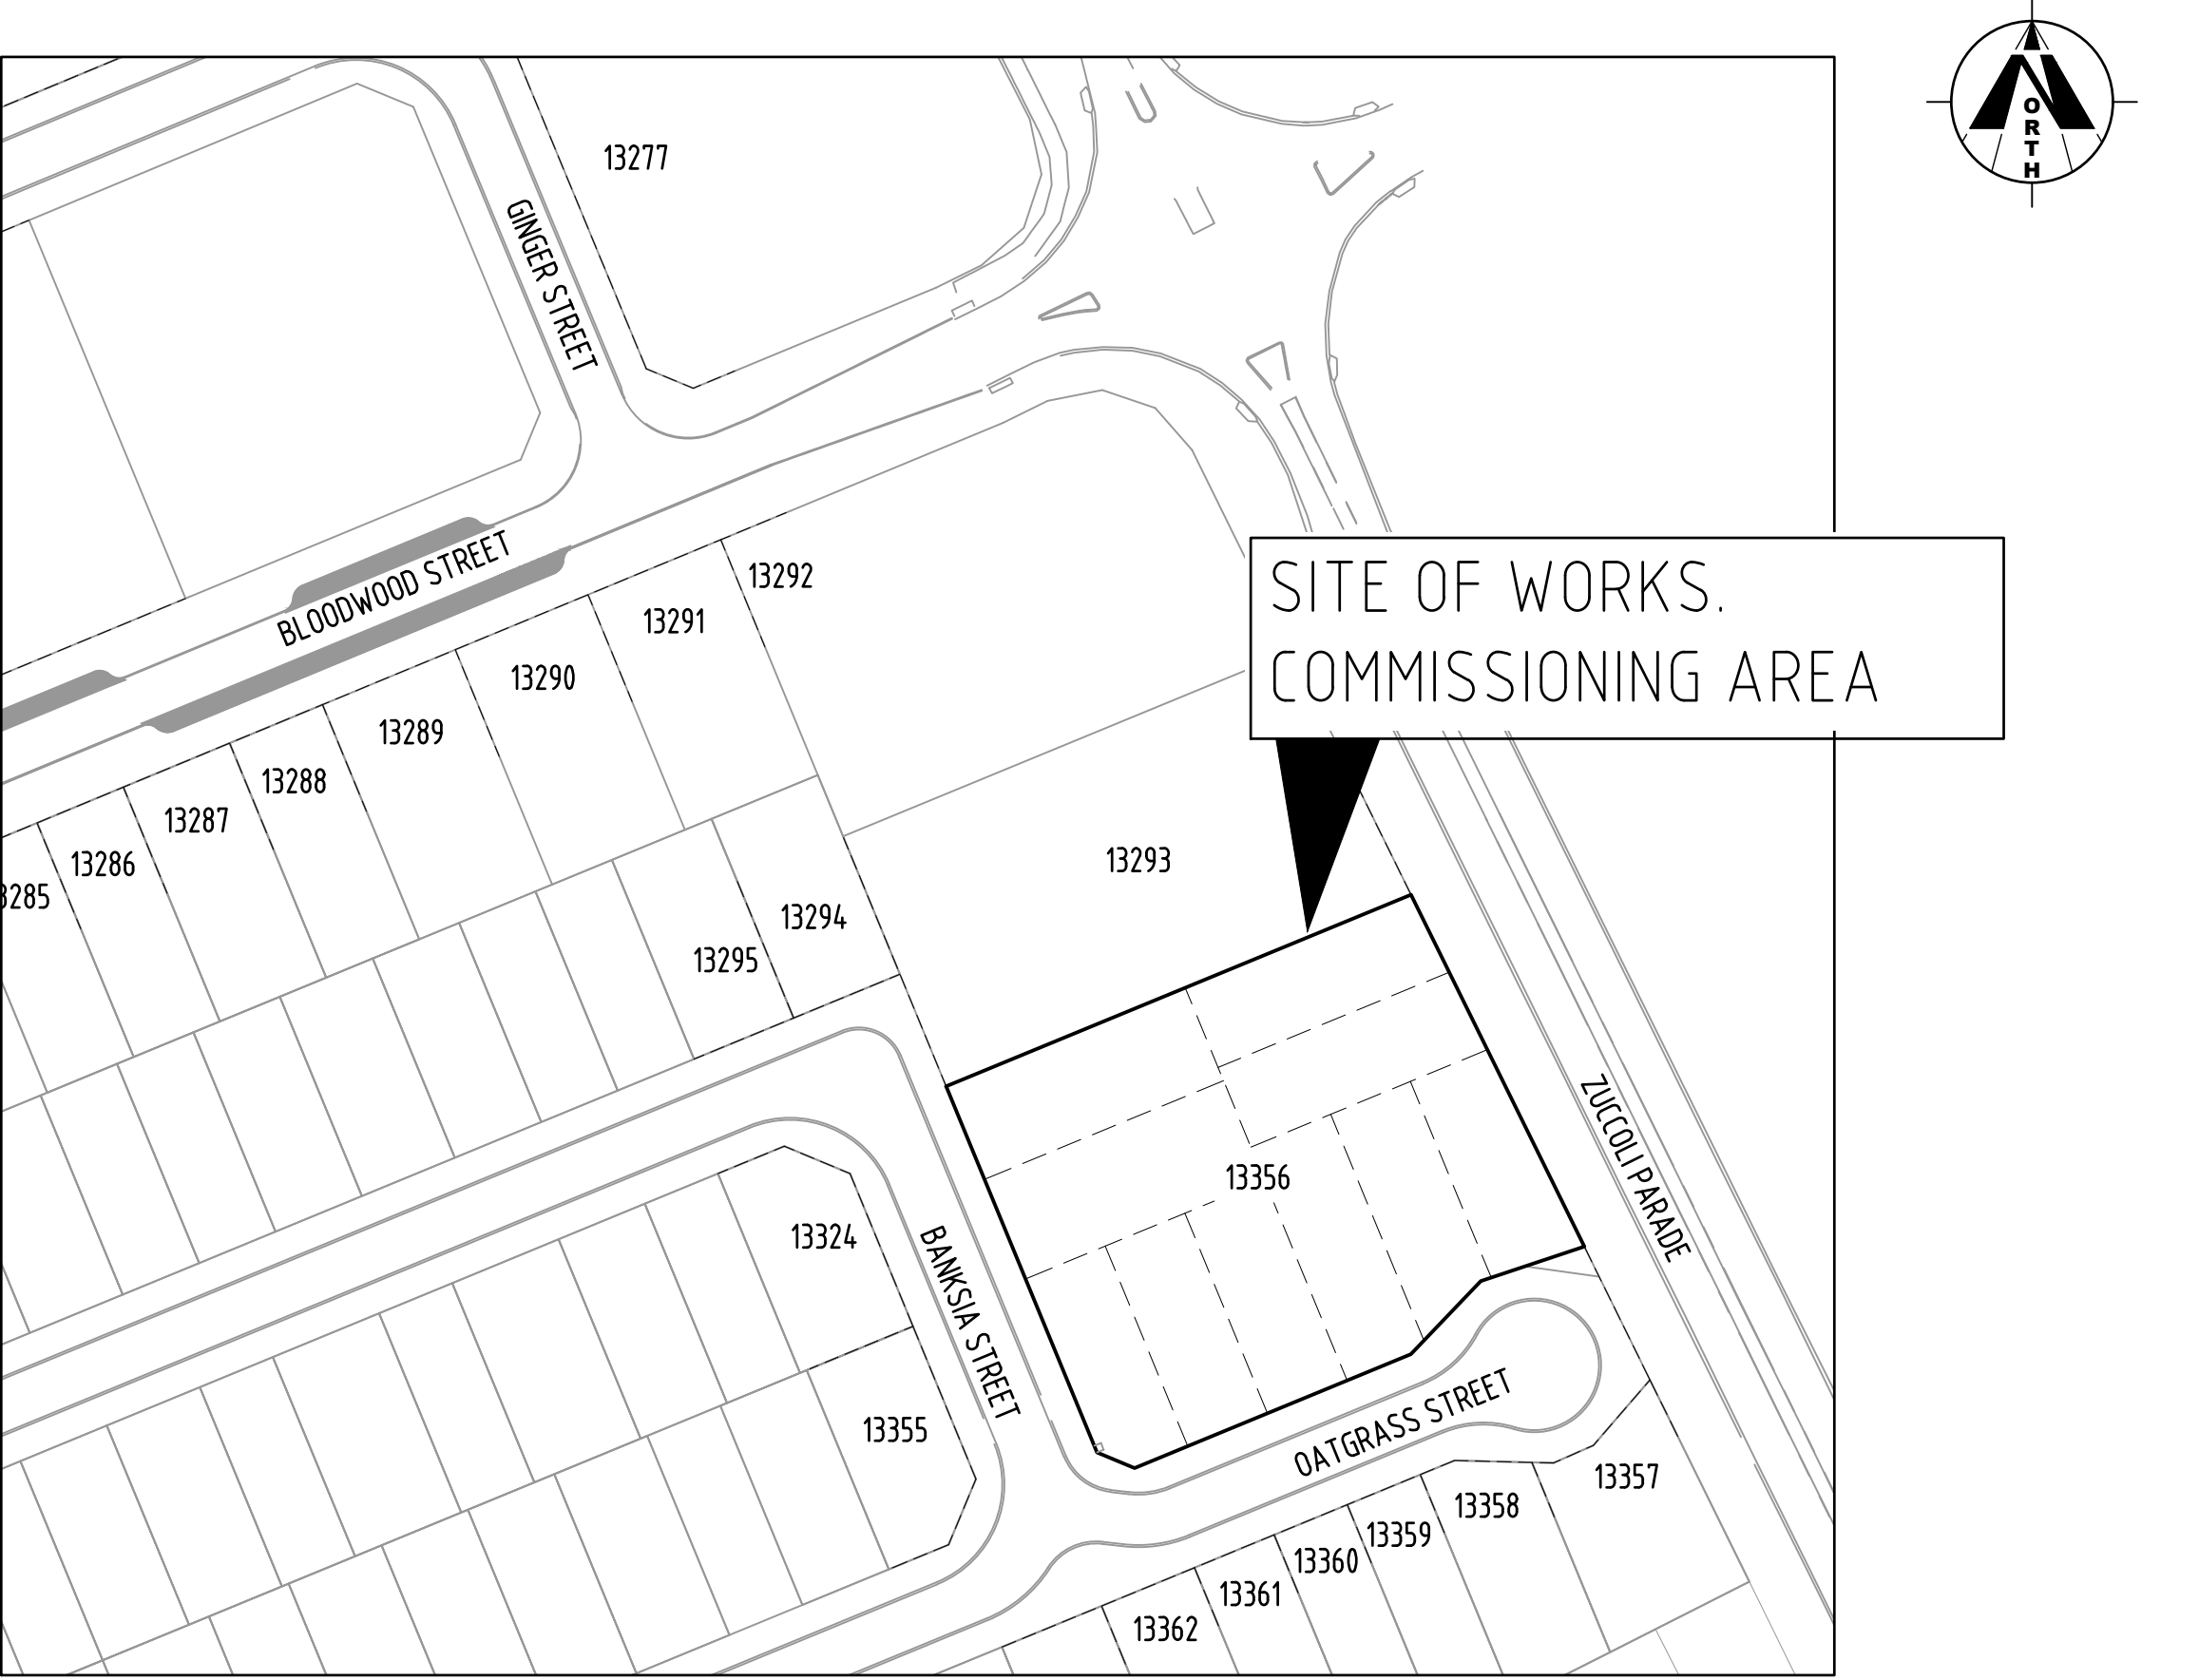 NORTH
13277
GINGER STREET
BLOODWOOD STREET
13292
13291
13290
13289
13288
13287
13286
3285
SITE OF WORKS.
COMMISSIONING AREA
13293
13294
13295
13356
ZUCCOLI PARADE
13324
BANKSIA STREET
13355
OATGRASS STREET
13357
13358
13359
13360
13361
13362